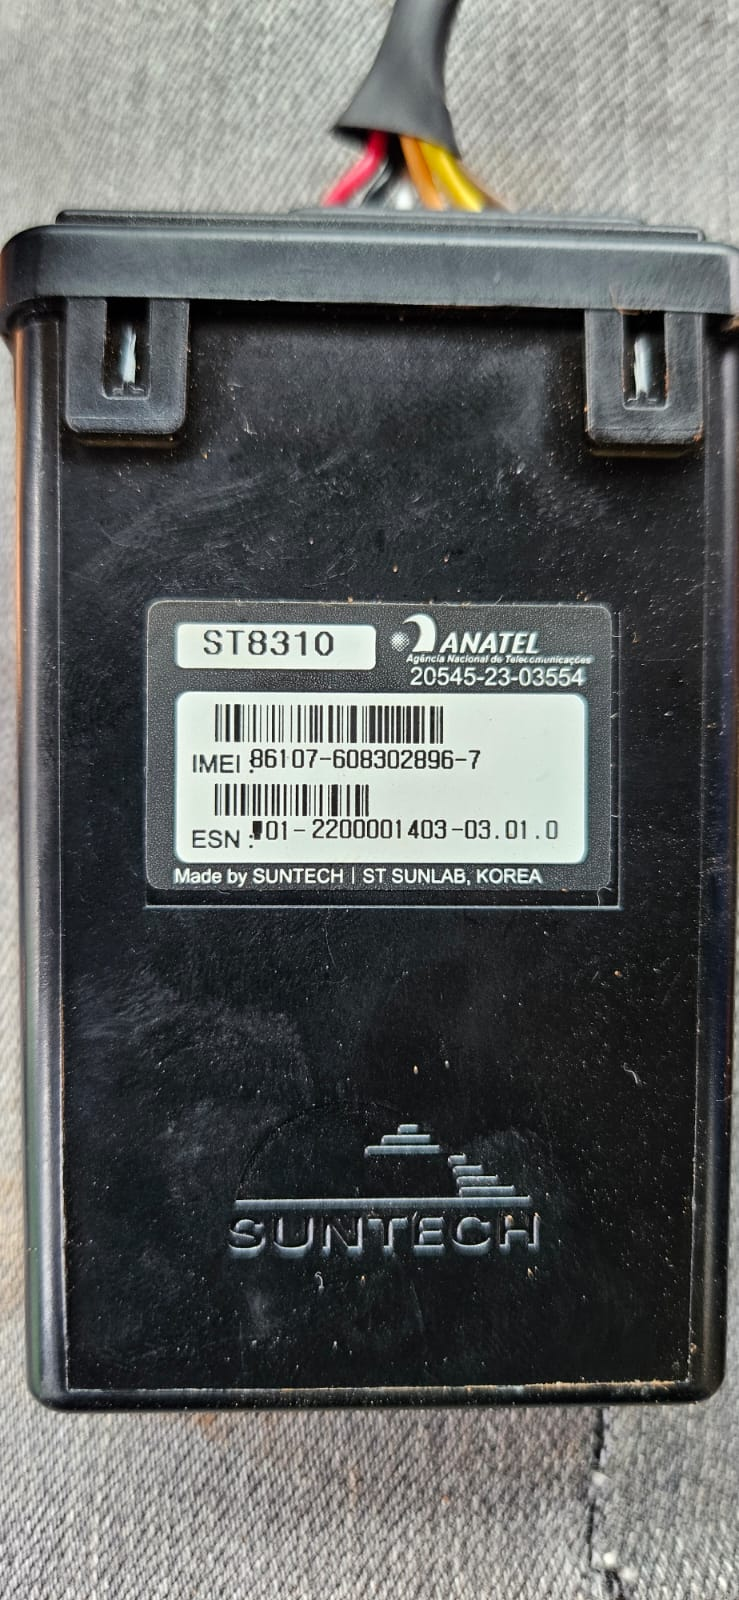 ST8310
ANATEL
Agência Nacional de Telecomunicações
20545-23-03554
IMEI : 86107-608302896-7
ESN : 01-2200001403-03.01.0
Made by SUNTECH | ST SUNLAB, KOREA
SUNTECH